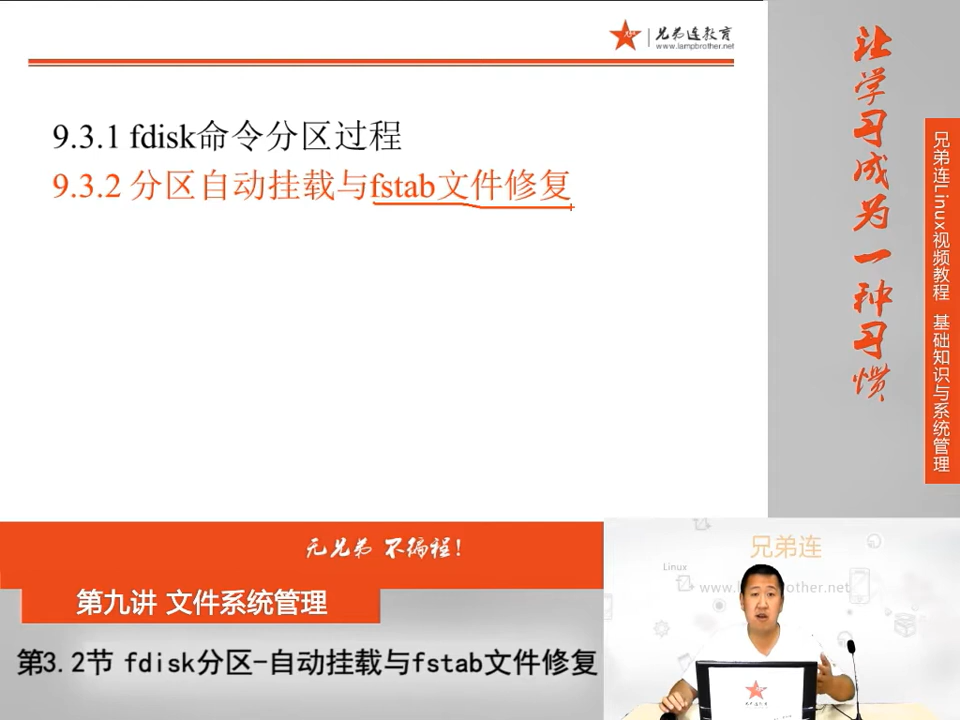 兄弟连教育
www.lampbrother.net
9.3.1 fdisk命令分区过程
9.3.2 分区自动挂载与fstab文件修复
让学习成为一种习惯
兄弟连Linux视频教程 基础知识与系统管理
无兄弟 不编程!
第九讲 文件系统管理
第3.2节 fdisk分区-自动挂载与fstab文件修复
兄弟连
Linux